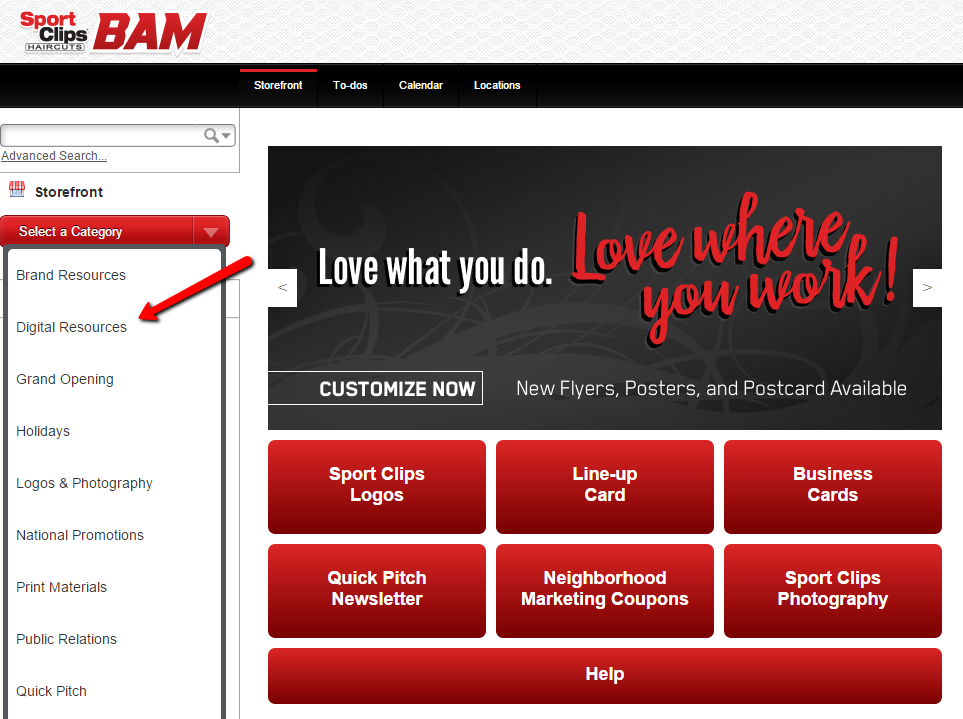 Sport
Clips
HAIRCUTS
BAM
Storefront
To-dos
Calendar
Locations
Advanced Search...
Storefront
Select a Category
Brand Resources
Digital Resources
Grand Opening
Holidays
Logos & Photography
National Promotions
Print Materials
Public Relations
Quick Pitch
<
Love what you do.
Love where
you work!
>
CUSTOMIZE NOW
New Flyers, Posters, and Postcard Available
Sport Clips
Logos
Line-up
Card
Business
Cards
Quick Pitch
Newsletter
Neighborhood
Marketing Coupons
Sport Clips
Photography
Help